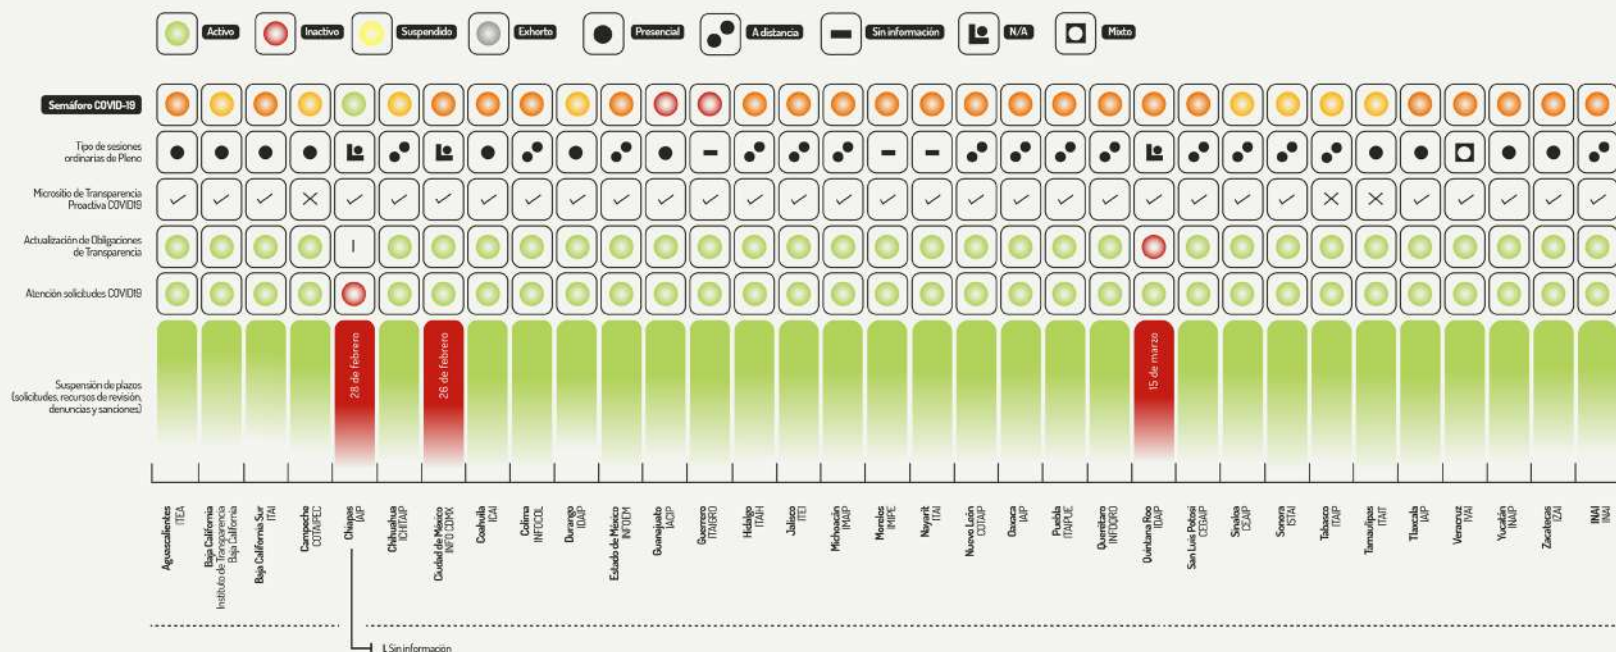 Activo
Inactivo
Suspendido
Exhorto
Presencial
A distancia
Sin información
N/A
Mixto
Semáforo COVID-19
Tipo de sesiones
ordinarias de Pleno
Micrositio de Transparencia
Proactiva COVID19
Actualización de Obligaciones
de Transparencia
Atención solicitudes COVID19
Suspensión de plazos
(solicitudes, recursos de revisión,
denuncias y sanciones)
28 de febrero
26 de febrero
15 de marzo
Aguascalientes
ITEA
Baja California
Instituto de Transparencia
Baja California
Baja California Sur
ITAI
Campeche
COTAIPEC
Chiapas
IAIP
Chihuahua
ICHITAIP
Ciudad de México
INFO CDMX
Coahuila
ICAI
Colima
INFOCOL
Durango
IDAIP
Estado de México
INFOEM
Guanajuato
IACIP
Guerrero
ITAIGRO
Hidalgo
ITAIH
Jalisco
ITEI
Michoacán
IMAIP
Morelos
IMIPE
Nayarit
ITAI
Nuevo León
COTAIP
Oaxaca
IAIP
Puebla
ITAIPUE
Querétaro
INFOQRO
Quintana Roo
IDAIP
San Luis Potosí
CEGAIP
Sinaloa
CEAIP
Sonora
ISTAI
Tabasco
ITAIP
Tamaulipas
ITAIT
Tlaxcala
IAIP
Veracruz
IVAI
Yucatán
INAIP
Zacatecas
IZAI
INAI
INAI
I. Sin información